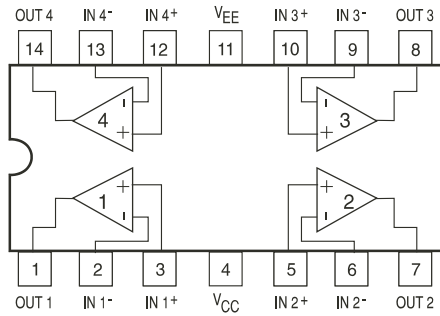 OUT 4 IN 4- IN 4+ VEE IN 3+ IN 3- OUT 3
14 13 12 11 10 9 8
4 - + - + 3
1 + - + - 2
1 2 3 4 5 6 7
OUT 1 IN 1- IN 1+ VCC IN 2+ IN 2- OUT 2